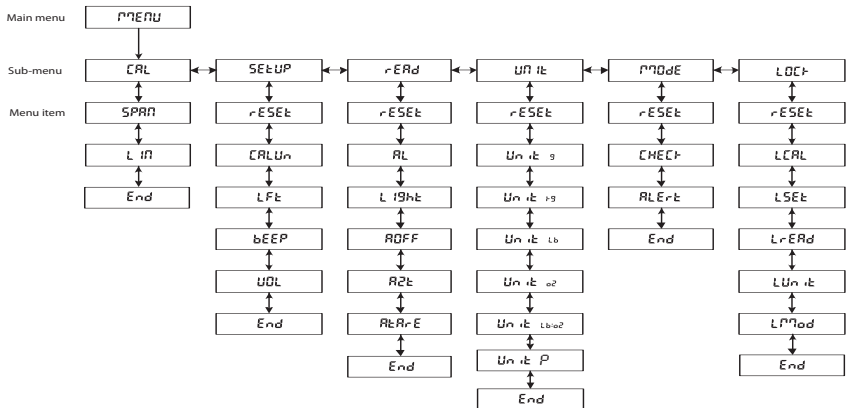 Main menu MENU
Sub-menu CAL SEtUP rEAd UNIt MOdE LOCk
Menu item SPAN rESEt rESEt rESEt rESEt rESEt
LIN CALUn AL Unit g CHECk LCAL
End LFt LIght Unit kg ALErt LSEt
bEEP AOFF Unit Lb End LrEAd
VOL A2t Unit oZ LUnit
End AtArE Unit Lb:oZ LMod
End Unit P End
End